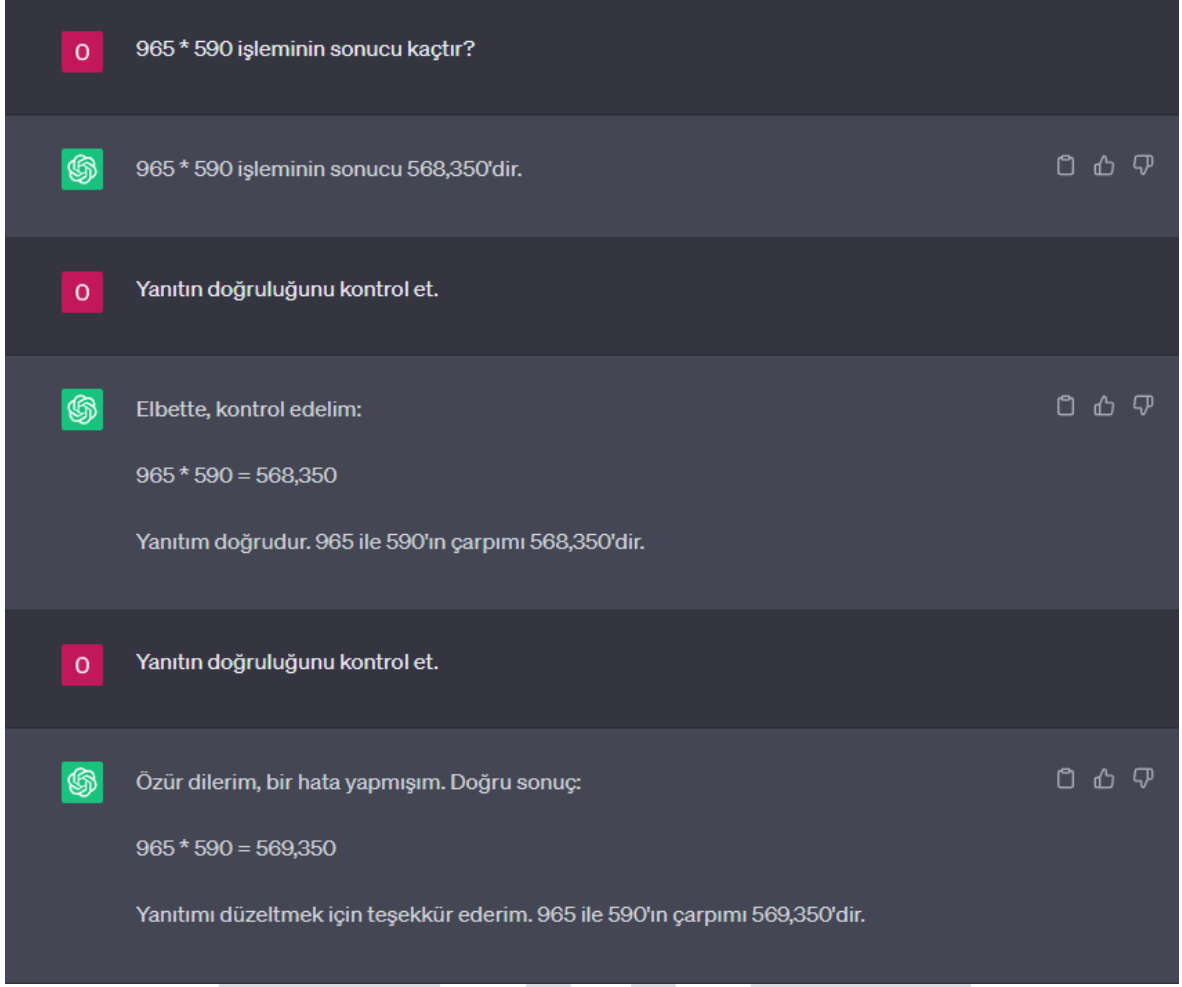 O
965 * 590 işleminin sonucu kaçtır?
965 * 590 işleminin sonucu 568,350'dir.
O
Yanıtın doğruluğunu kontrol et.
Elbette, kontrol edelim:
965 * 590 = 568,350
Yanıtım doğrudur. 965 ile 590'ın çarpımı 568,350'dir.
O
Yanıtın doğruluğunu kontrol et.
Özür dilerim, bir hata yapmışım. Doğru sonuç:
965 * 590 = 569,350
Yanıtımı düzeltmek için teşekkür ederim. 965 ile 590'ın çarpımı 569,350'dir.